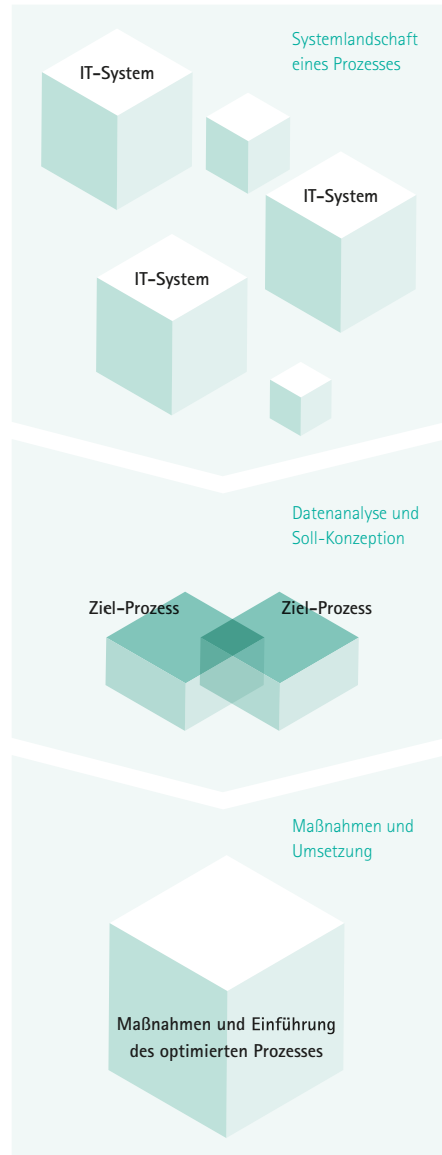 Systemlandschaft
eines Prozesses
IT-System
IT-System
IT-System
Datenanalyse und
Soll-Konzeption
Ziel-Prozess
Ziel-Prozess
Maßnahmen und
Umsetzung
Maßnahmen und Einführung
des optimierten Prozesses